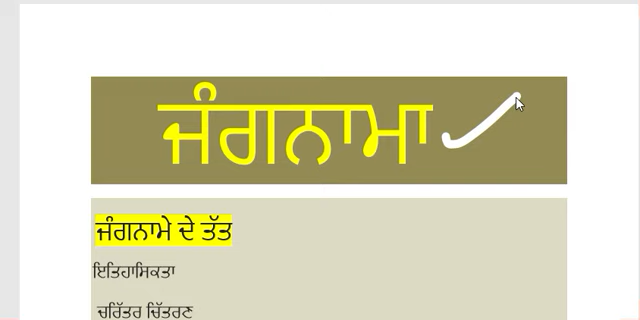 ਜੰਗਨਾਮਾ
ਜੰਗਨਾਮੇ ਦੇ ਤੱਤ
ਇਤਿਹਾਸਿਕਤਾ
ਚਰਿੱਤਰ ਚਿੱਤਰਣ